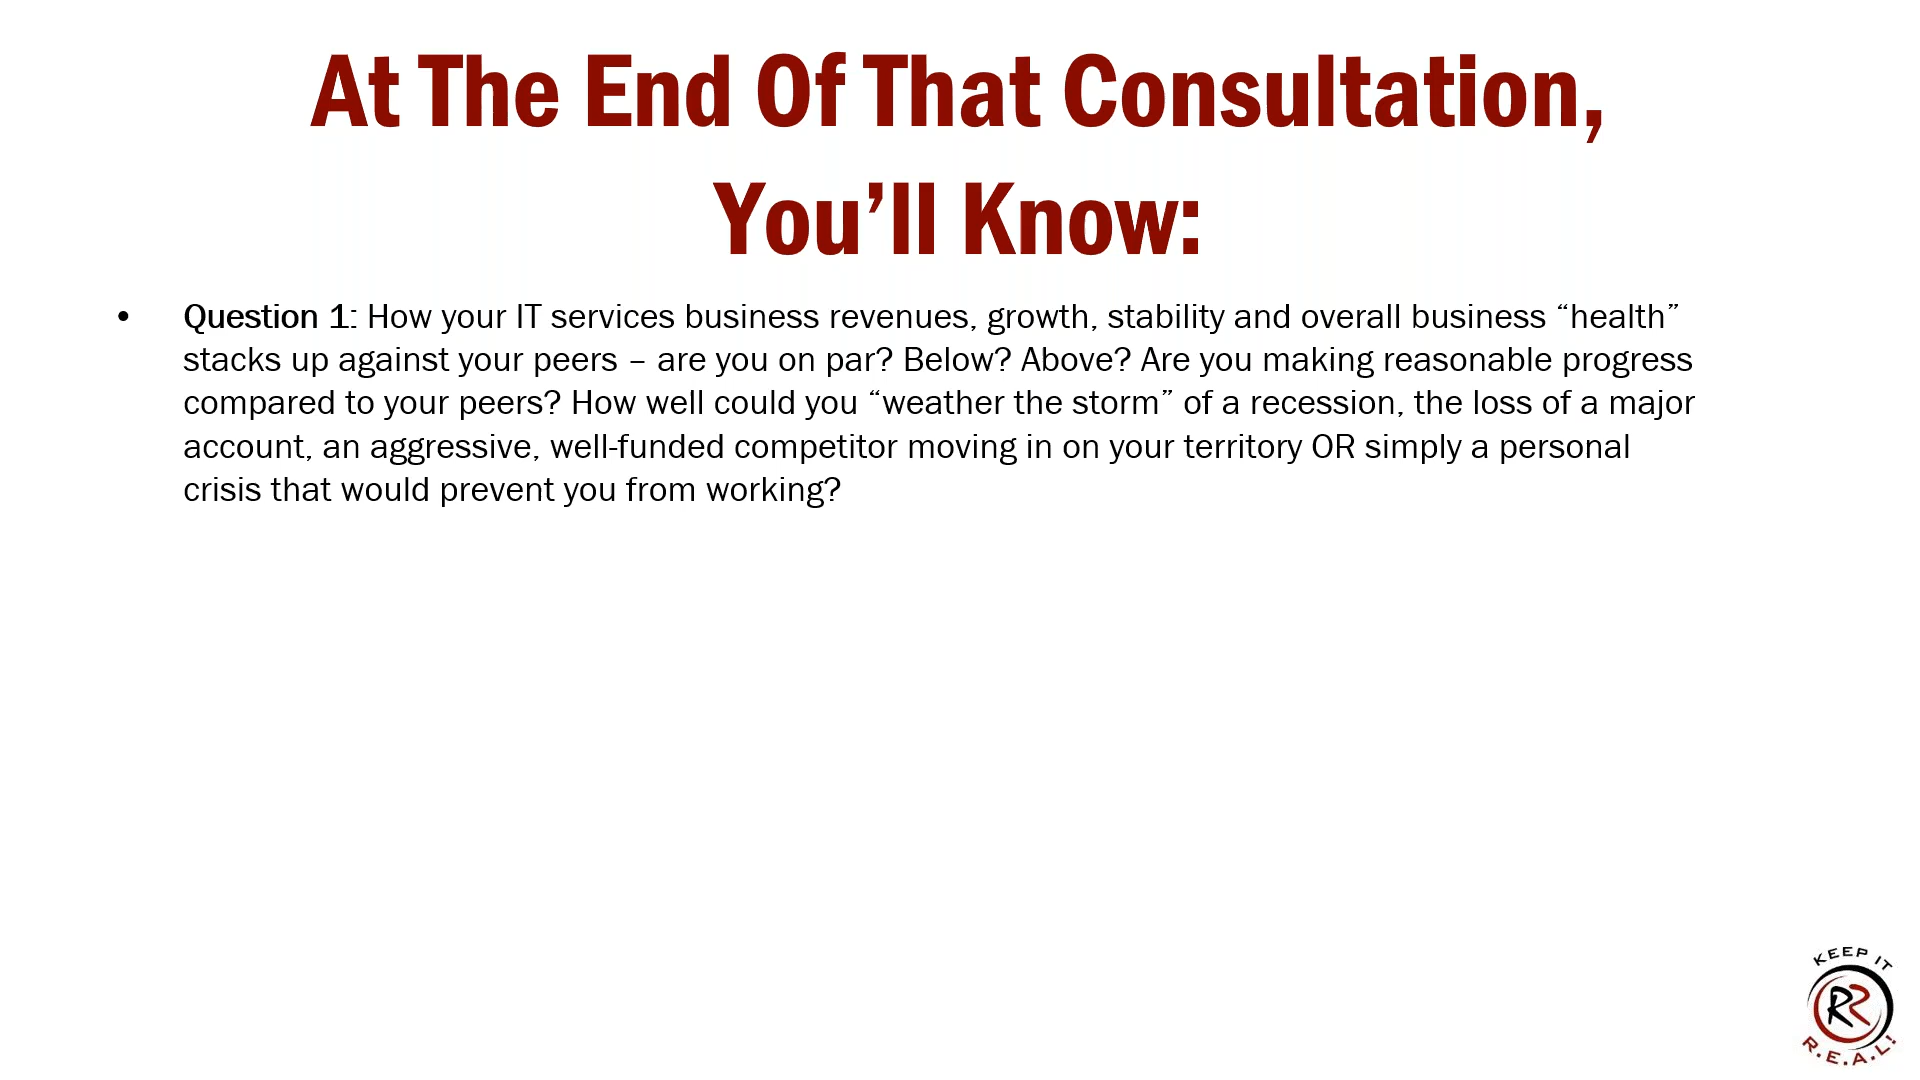 At The End Of That Consultation,
You’ll Know:
• Question 1: How your IT services business revenues, growth, stability and overall business “health”
stacks up against your peers – are you on par? Below? Above? Are you making reasonable progress
compared to your peers? How well could you “weather the storm” of a recession, the loss of a major
account, an aggressive, well-funded competitor moving in on your territory OR simply a personal
crisis that would prevent you from working?
KEEP IT
RR
R.E.A.L!